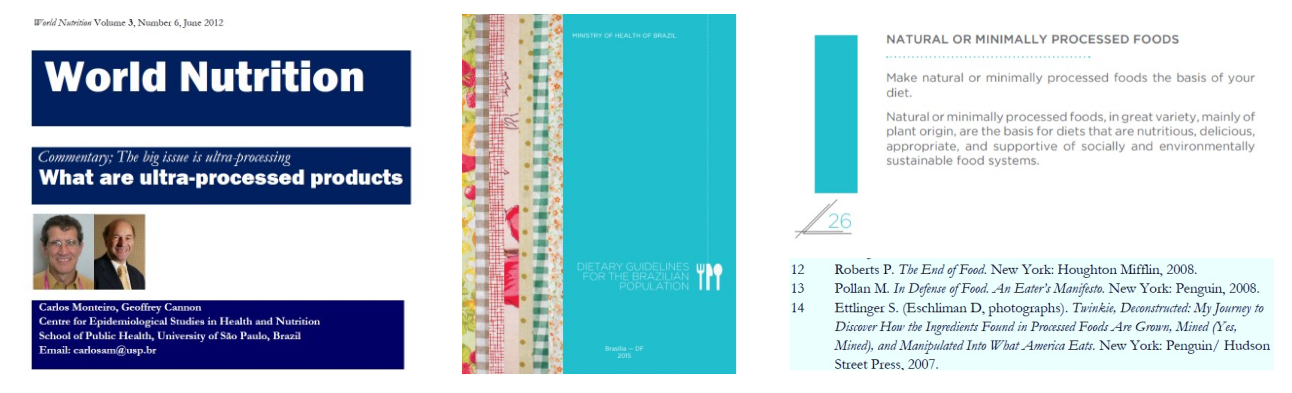 World Nutrition Volume 3, Number 6, June 2012
World Nutrition
Commentary; The big issue is ultra-processing
What are ultra-processed products
Carlos Monteiro, Geoffrey Cannon
Centre for Epidemiological Studies in Health and Nutrition
School of Public Health, University of São Paulo, Brazil
Email: carlosam@usp.br
MINISTRY OF HEALTH OF BRAZIL
DIETARY GUIDELINES
FOR THE BRAZILIAN
POPULATION
Brasília — DF
2015
NATURAL OR MINIMALLY PROCESSED FOODS
Make natural or minimally processed foods the basis of your
diet.
Natural or minimally processed foods, in great variety, mainly of
plant origin, are the basis for diets that are nutritious, delicious,
appropriate, and supportive of socially and environmentally
sustainable food systems.
26
12 Roberts P. The End of Food. New York: Houghton Mifflin, 2008.
13 Pollan M. In Defense of Food. An Eater's Manifesto. New York: Penguin, 2008.
14 Ettlinger S. (Eschliman D, photographs). Twinkie, Deconstructed: My Journey to
Discover How the Ingredients Found in Processed Foods Are Grown, Mined (Yes,
Mined), and Manipulated Into What America Eats. New York: Penguin/ Hudson
Street Press, 2007.